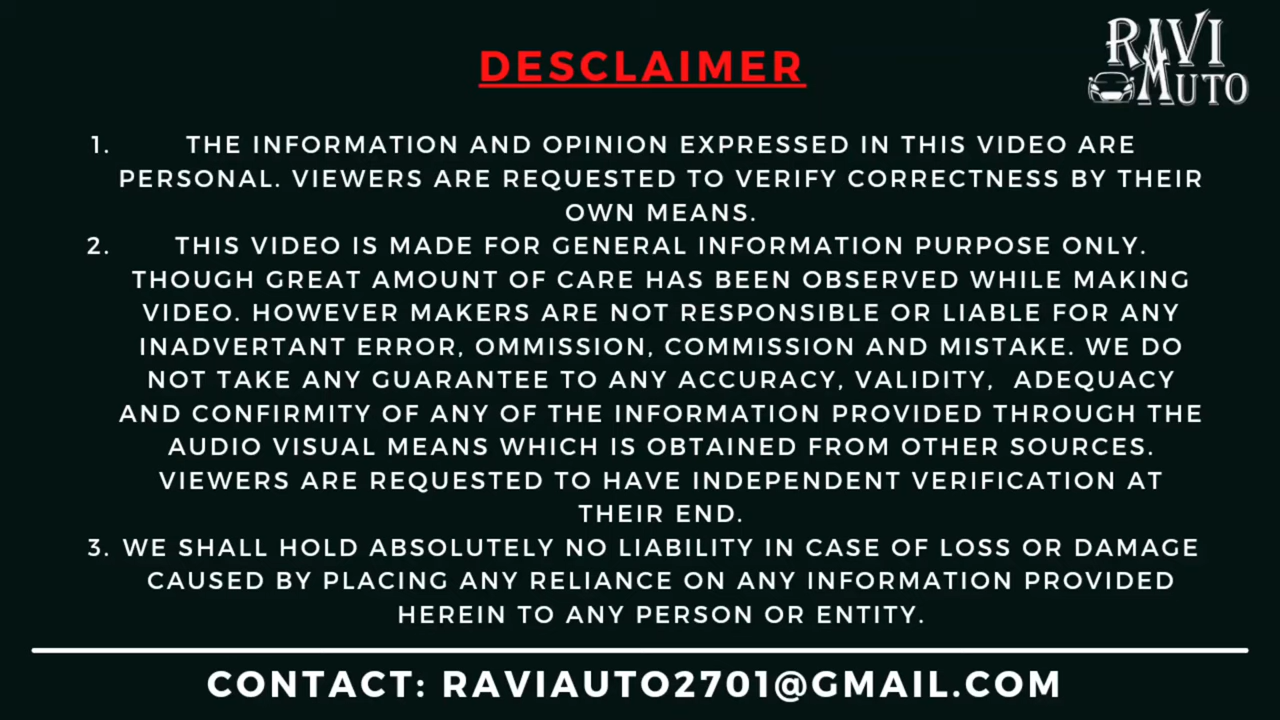 RAVI
AUTO
DESCLAIMER
1. THE INFORMATION AND OPINION EXPRESSED IN THIS VIDEO ARE
PERSONAL. VIEWERS ARE REQUESTED TO VERIFY CORRECTNESS BY THEIR
OWN MEANS.
2. THIS VIDEO IS MADE FOR GENERAL INFORMATION PURPOSE ONLY.
THOUGH GREAT AMOUNT OF CARE HAS BEEN OBSERVED WHILE MAKING
VIDEO. HOWEVER MAKERS ARE NOT RESPONSIBLE OR LIABLE FOR ANY
INADVERTANT ERROR, OMMISSION, COMMISSION AND MISTAKE. WE DO
NOT TAKE ANY GUARANTEE TO ANY ACCURACY, VALIDITY, ADEQUACY
AND CONFIRMITY OF ANY OF THE INFORMATION PROVIDED THROUGH THE
AUDIO VISUAL MEANS WHICH IS OBTAINED FROM OTHER SOURCES.
VIEWERS ARE REQUESTED TO HAVE INDEPENDENT VERIFICATION AT
THEIR END.
3. WE SHALL HOLD ABSOLUTELY NO LIABILITY IN CASE OF LOSS OR DAMAGE
CAUSED BY PLACING ANY RELIANCE ON ANY INFORMATION PROVIDED
HEREIN TO ANY PERSON OR ENTITY.
CONTACT: RAVIAUTO2701@GMAIL.COM